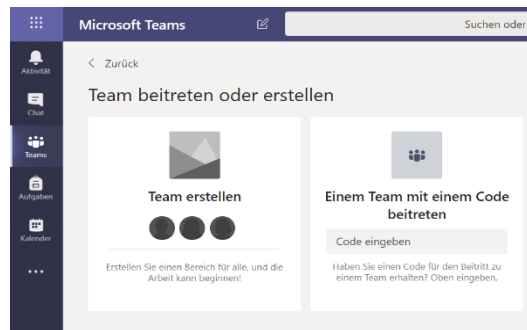 Microsoft Teams
Suchen oder
Aktivität
Chat
Teams
Aufgaben
Kalender
< Zurück
Team beitreten oder erstellen
Team erstellen
Erstellen Sie einen Bereich für alle, und die
Arbeit kann beginnen!
Einem Team mit einem Code
beitreten
Code eingeben
Haben Sie einen Code für den Beitritt zu
einem Team erhalten? Oben eingeben.